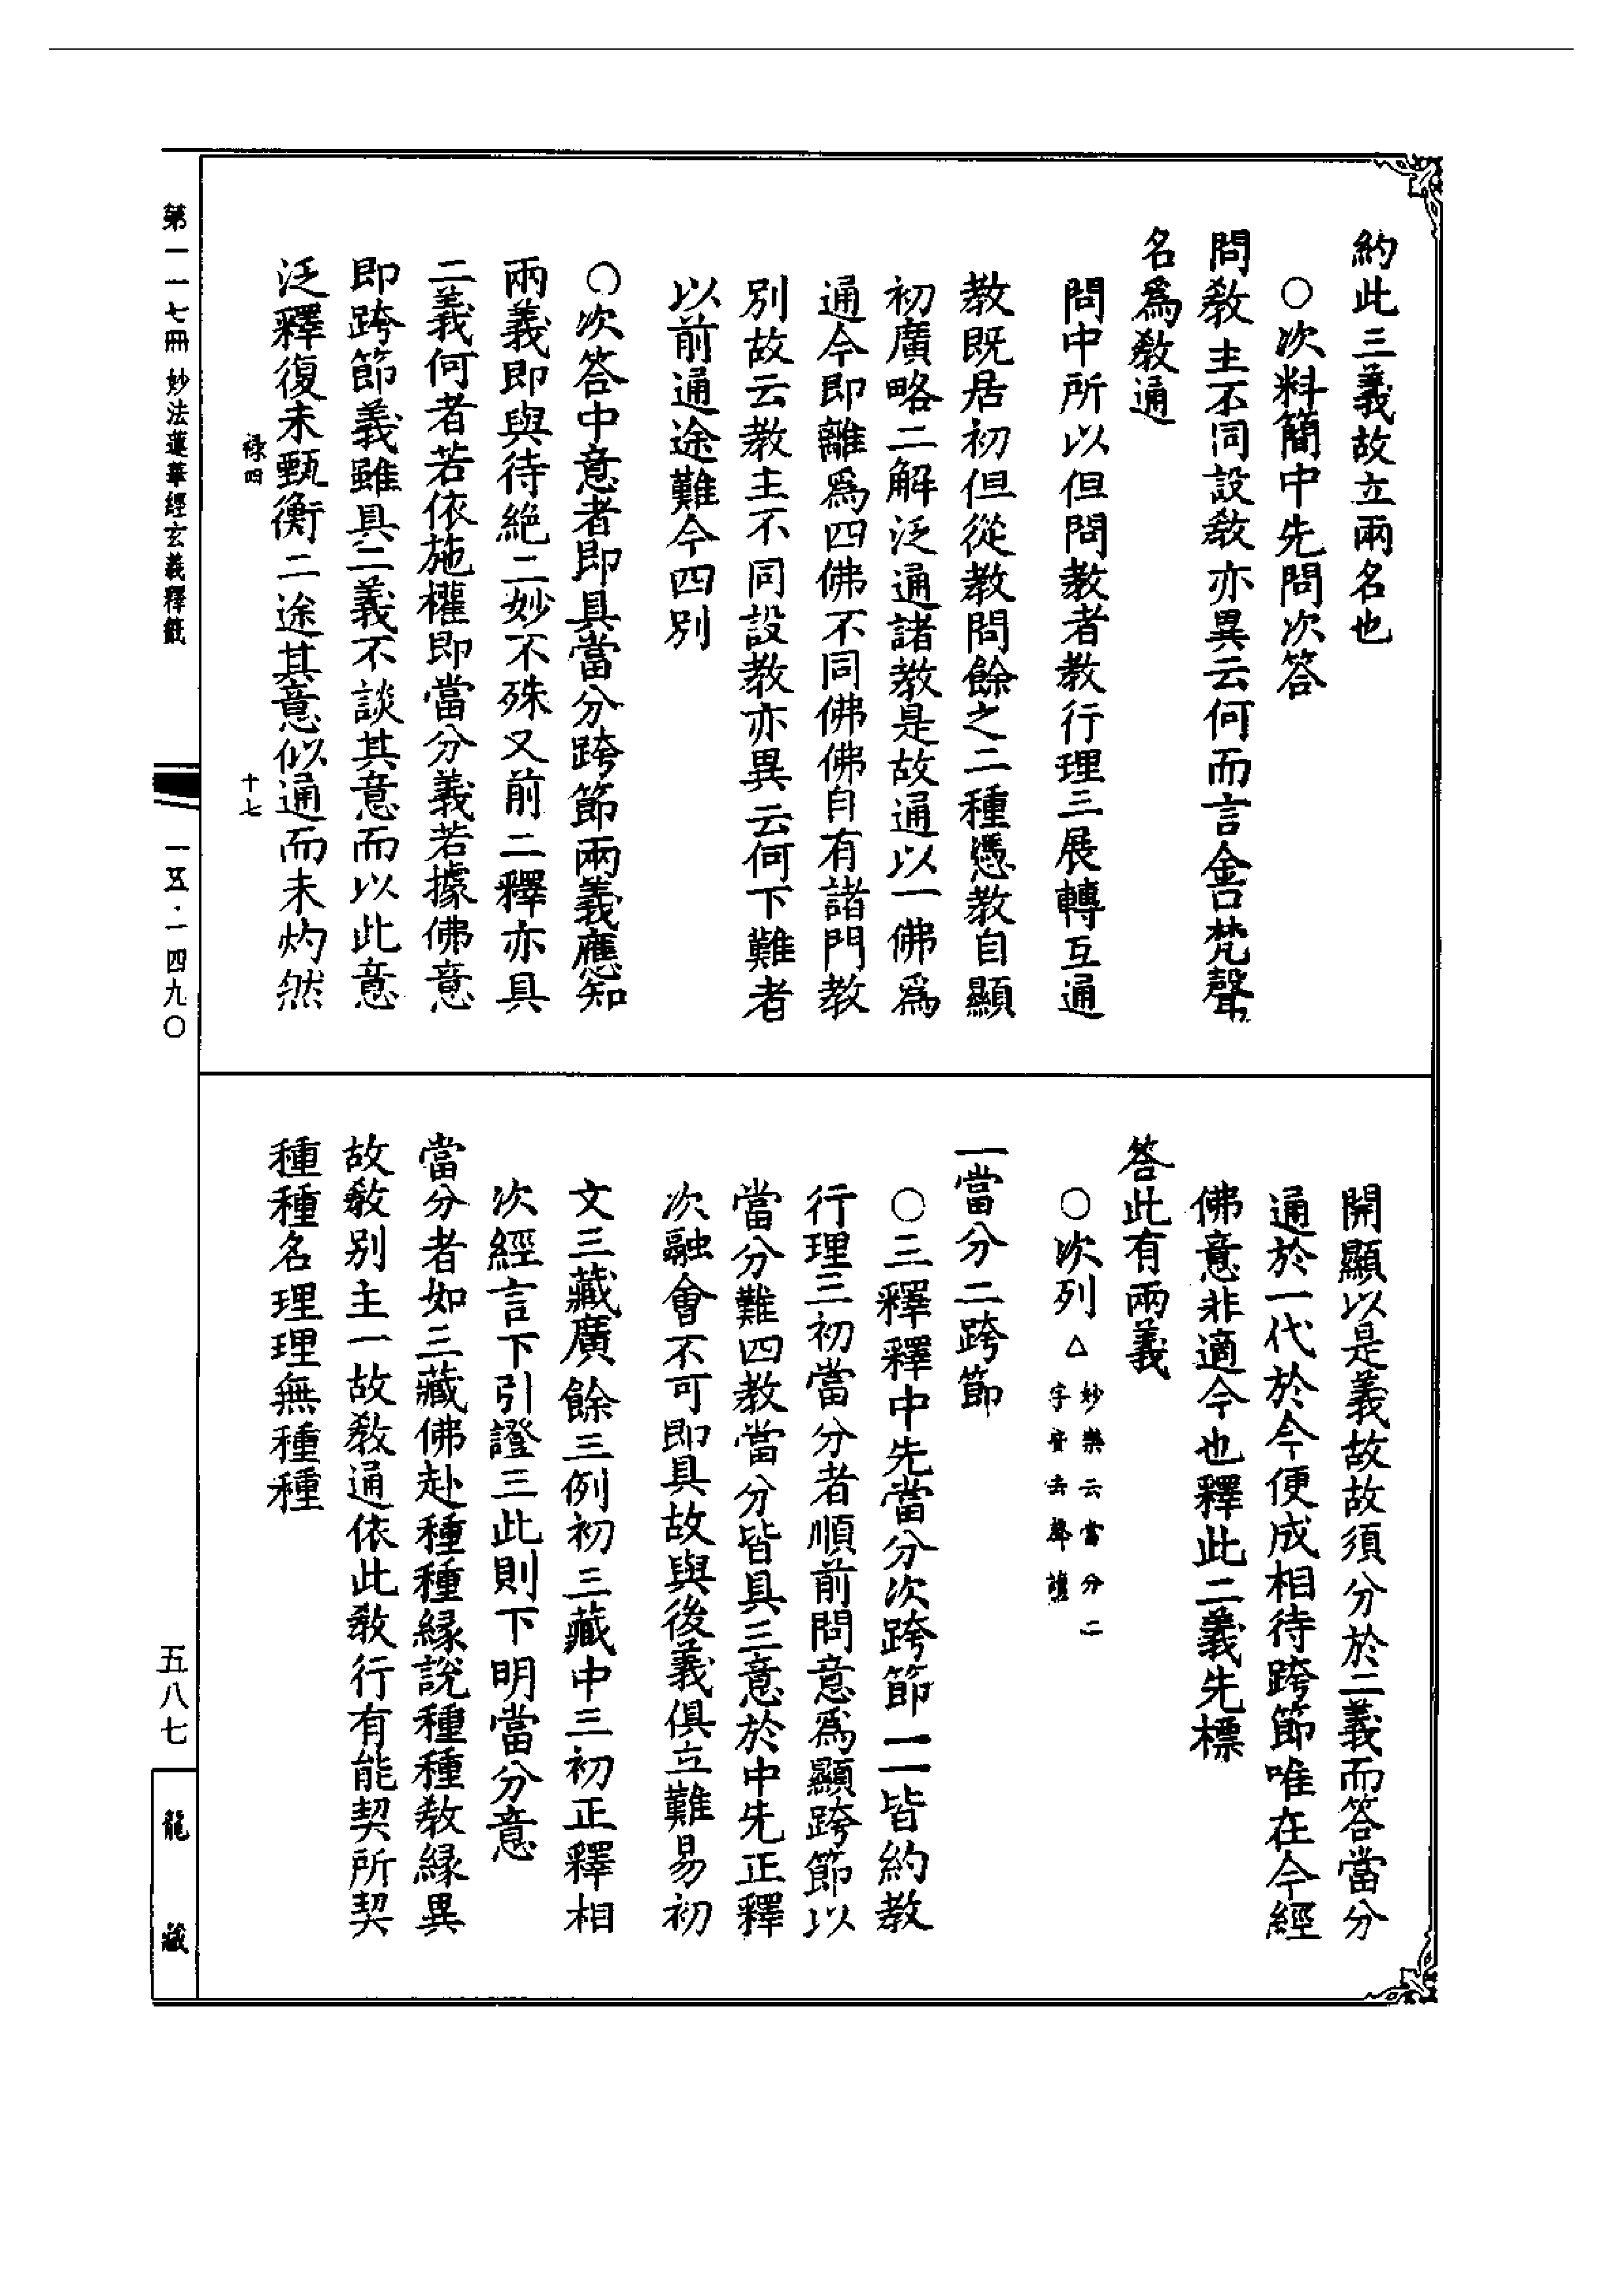 約此三義故立兩名也
○次料簡中先問次答
問教主不同設教亦異云何而言金口梵聲
名爲教通
問中所以但問教者教行理三展轉互通
教既居初但從教問餘之二種憑教自顯
初廣略二解泛通諸教是故通以一佛爲
通今即離爲四佛不同佛佛自有諸門教
別故云教主不同設教亦異云何下難者
以前通途難今四別
○次答中意者即具當分跨節兩義應知
兩義即與待絶二妙不殊又前二釋亦具
二義何者若依施權即當分義若據佛意
即跨節義雖具二義不談其意而以此意
泛釋復未甄衡二途其意似通而未灼然
祿四
十七
開顯以是義故故須分於二義而答當分
通於一代於今便成相待跨節唯在今經
佛意非適今也釋此二義先標
答此有兩義
○次列△妙樂云當分二
字音去聲讀
一當分二跨節
○三釋釋中先當分次跨節一一皆約教
行理三初當分者順前問意爲顯跨節以
當分難四教當分皆具三意於中先正釋
次融會不可即具故與後義俱立難易初
文三藏廣餘三例初三藏中三初正釋相
次經言下引證三此則下明當分意
當分者如三藏佛赴種種緣說種種教緣異
故教別主一故教通依此教行有能契所契
種種名理理無種種
第一一七冊 妙法蓮華經玄義釋籤
一五·一四九〇
五八七
龍藏